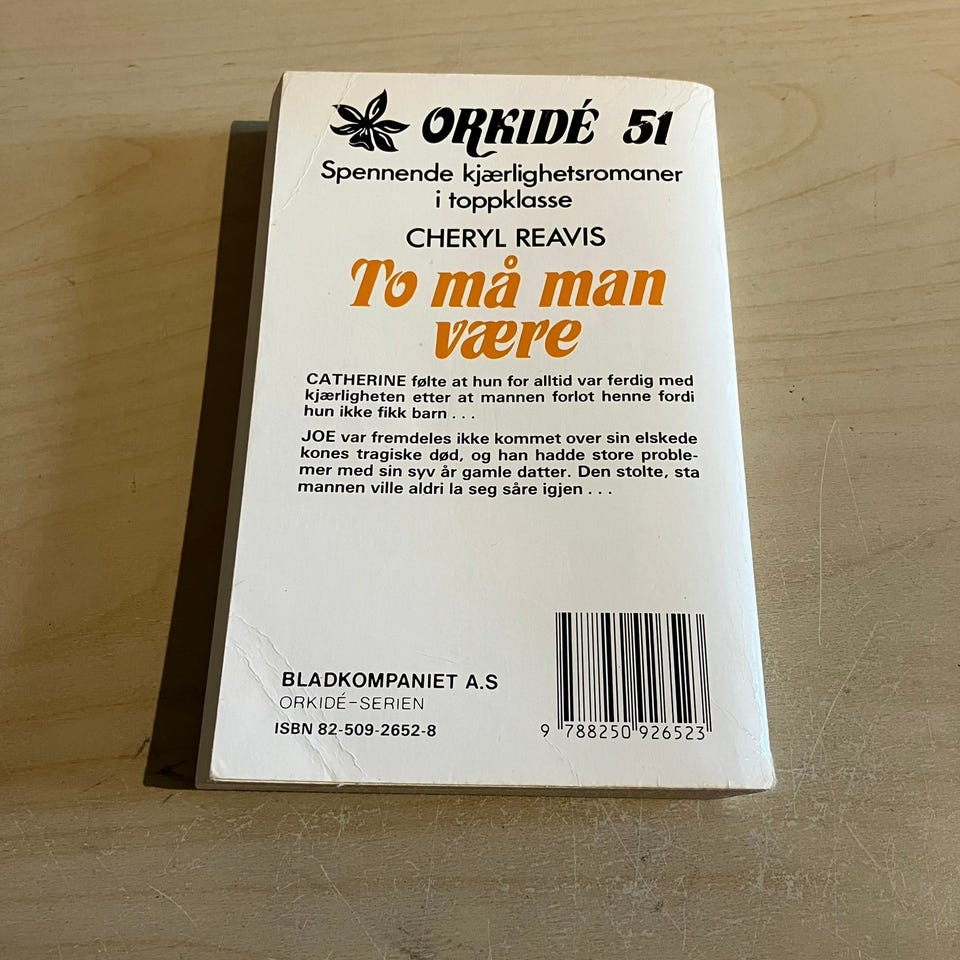 ORKIDÉ 51
Spennende kjærlighetsromaner
i toppklasse
CHERYL REAVIS
To må man
være
CATHERINE følte at hun for alltid var ferdig med
kjærligheten etter at mannen forlot henne fordi
hun ikke fikk barn . . .
JOE var fremdeles ikke kommet over sin elskede
kones tragiske død, og han hadde store proble-
mer med sin syv år gamle datter. Den stolte, sta
mannen ville aldri la seg såre igjen . . .
BLADKOMPANIET A.S
ORKIDÉ-SERIEN
ISBN 82-509-2652-8
9 788250 926523